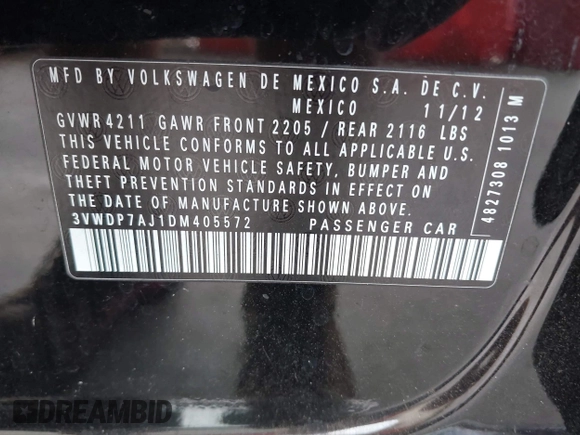 MFD BY VOLKSWAGEN DE MEXICO S.A. DE C.V.
MEXICO 11/12
GVWR 4211 GAWR FRONT 2205 / REAR 2116 LBS
THIS VEHICLE CONFORMS TO ALL APPLICABLE U.S.
FEDERAL MOTOR VEHICLE SAFETY, BUMPER AND
THEFT PREVENTION STANDARDS IN EFFECT ON
THE DATE OF MANUFACTURE SHOWN ABOVE.
3VWDP7AJ1DM405572 PASSENGER CAR
4827308 1013 M
DREAMBID